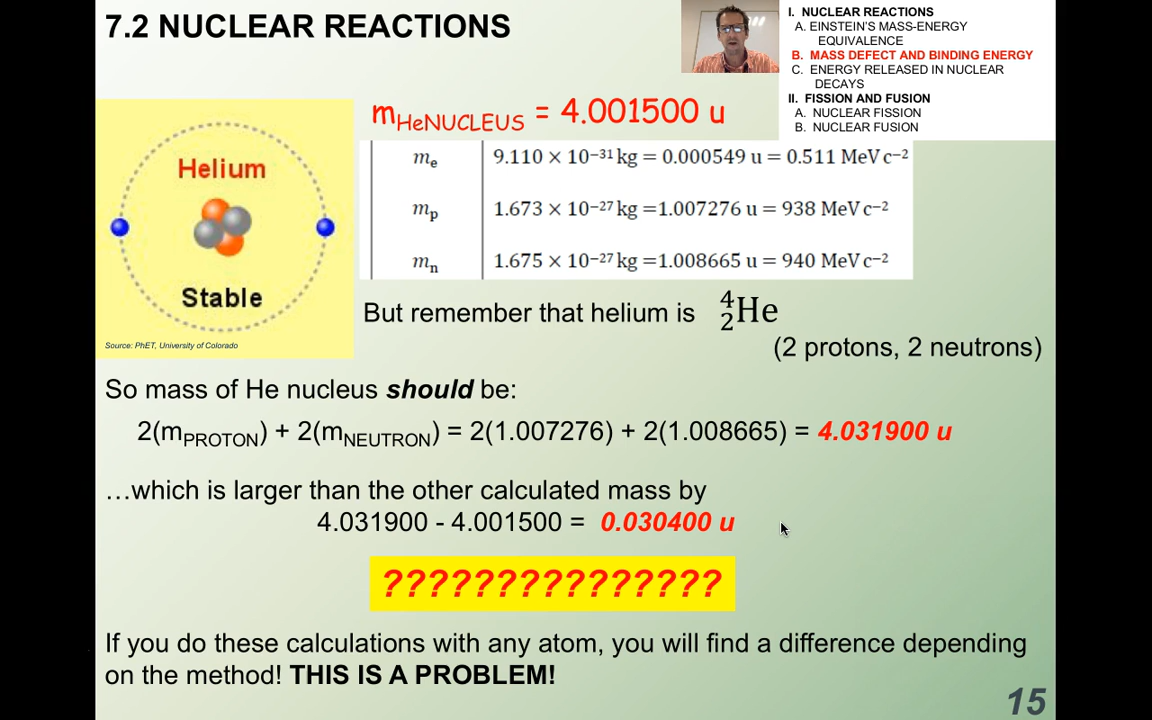 7.2 NUCLEAR REACTIONS
I. NUCLEAR REACTIONS
A. EINSTEIN'S MASS-ENERGY
EQUIVALENCE
B. MASS DEFECT AND BINDING ENERGY
C. ENERGY RELEASED IN NUCLEAR
DECAYS
II. FISSION AND FUSION
A. NUCLEAR FISSION
B. NUCLEAR FUSION
mHeNUCLEUS = 4.001500 u
Helium
Stable
Source: PhET, University of Colorado
mₑ 9.110 × 10⁻³¹ kg = 0.000549 u = 0.511 MeV c⁻²
mₚ 1.673 × 10⁻²⁷ kg =1.007276 u = 938 MeV c⁻²
mₙ 1.675 × 10⁻²⁷ kg =1.008665 u = 940 MeV c⁻²
But remember that helium is ⁴₂He
(2 protons, 2 neutrons)
So mass of He nucleus should be:
2(mPROTON) + 2(mNEUTRON) = 2(1.007276) + 2(1.008665) = 4.031900 u
…which is larger than the other calculated mass by
4.031900 - 4.001500 = 0.030400 u
???????????????
If you do these calculations with any atom, you will find a difference depending
on the method! THIS IS A PROBLEM!
15